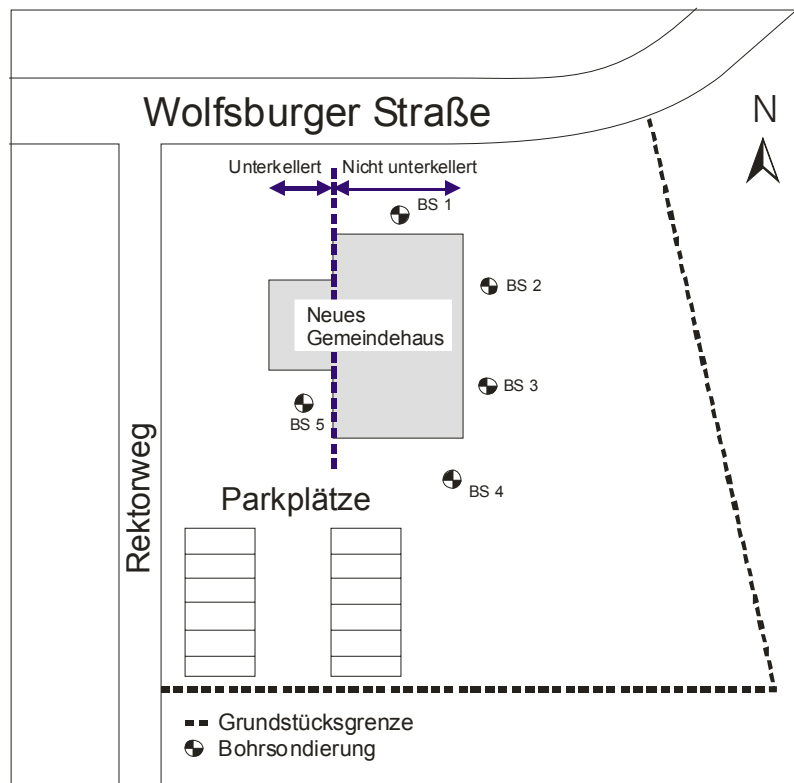 Wolfsburger Straße
N
Unterkellert
Nicht unterkellert
BS 1
BS 2
Neues
Gemeindehaus
BS 3
BS 5
BS 4
Rektorweg
Parkplätze
Grundstücksgrenze
Bohrsondierung